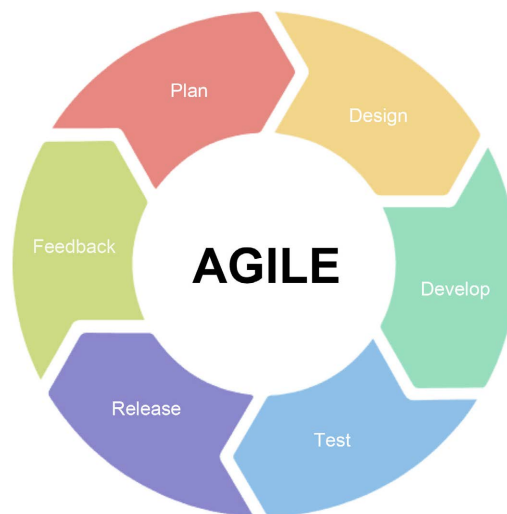 Plan
Design
Develop
Test
Release
Feedback
AGILE